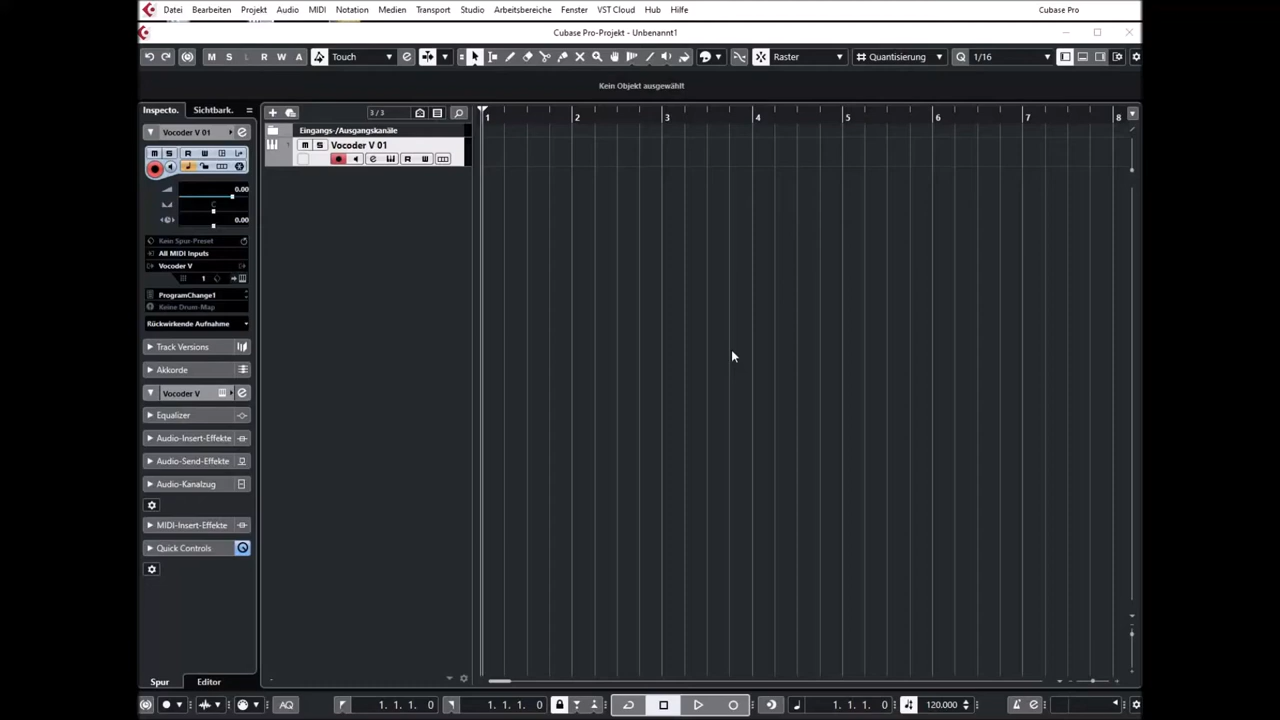 Datei Bearbeiten Projekt Audio MIDI Notation Medien Transport Studio Arbeitsbereiche Fenster VST Cloud Hub Hilfe Cubase Pro
Cubase Pro-Projekt - Unbenannt1
M S L R W A Touch Raster Quantisierung Q 1/16
Kein Objekt ausgewählt
Inspecto. Sichtbark. 3 / 3 1 2 3 4 5 6 7 8
Vocoder V 01
Eingangs-/Ausgangskanäle
1 M S Vocoder V 01
R W
M S R W
0.00
C
0.00
Kein Spur-Preset
All MIDI Inputs
Vocoder V
1
ProgramChange1
Keine Drum-Map
Rückwirkende Aufnahme
Track Versions
Akkorde
Vocoder V
Equalizer
Audio-Insert-Effekte
Audio-Send-Effekte
Audio-Kanalzug
MIDI-Insert-Effekte
Quick Controls
Spur Editor
AQ 1. 1. 1. 0 1. 1. 1. 0 1. 1. 1. 0 120.000